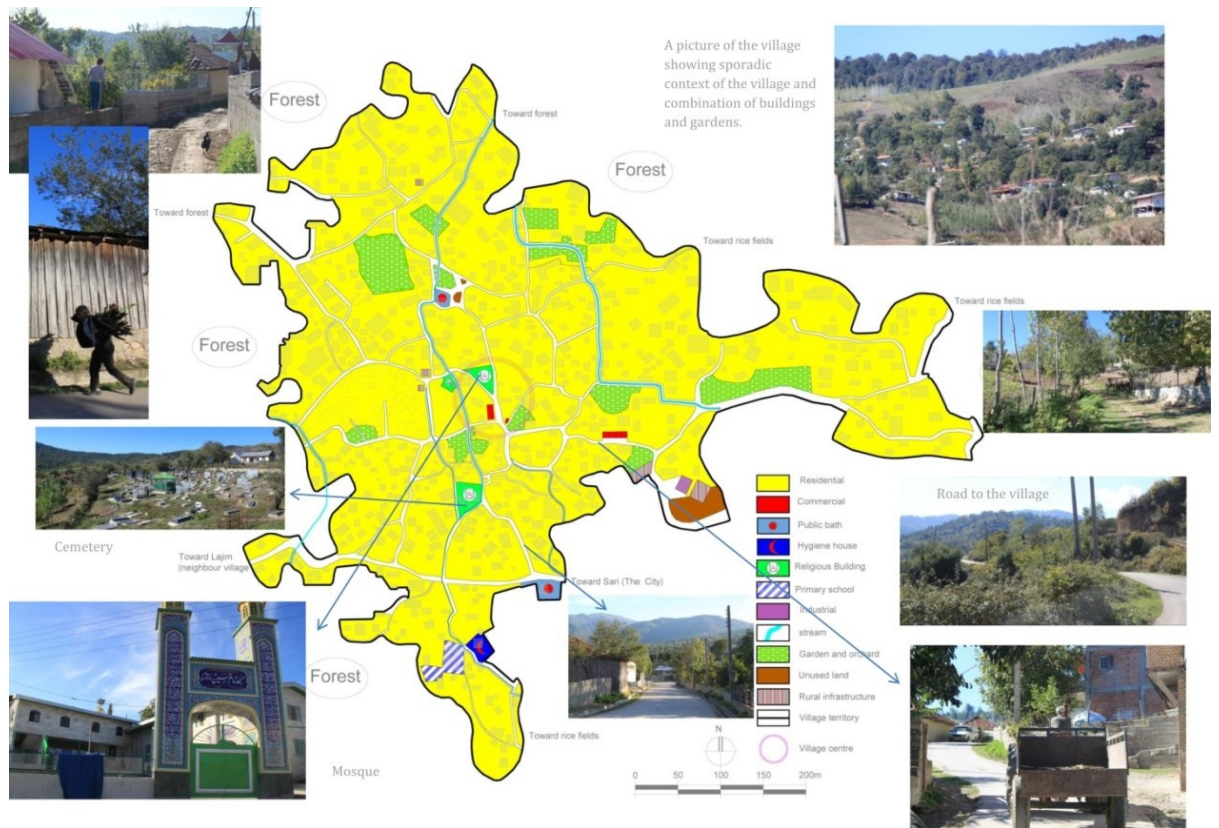 A picture of the village
showing sporadic
context of the village and
combination of buildings
and gardens.
Forest
Toward forest
Forest
Toward forest
Toward rice fields
Toward rice fields
Forest
Cemetery
Toward Lajim
(neighbour village
Toward Sari (The City)
Forest
Mosque
Toward rice fields
Road to the village
Residential
Commercial
Public bath
Hygiene house
Religious Building
Primary school
Industrial
stream
Garden and orchard
Unused land
Rural infrastructure
Village territory
Village centre
N
0 50 100 150 200m